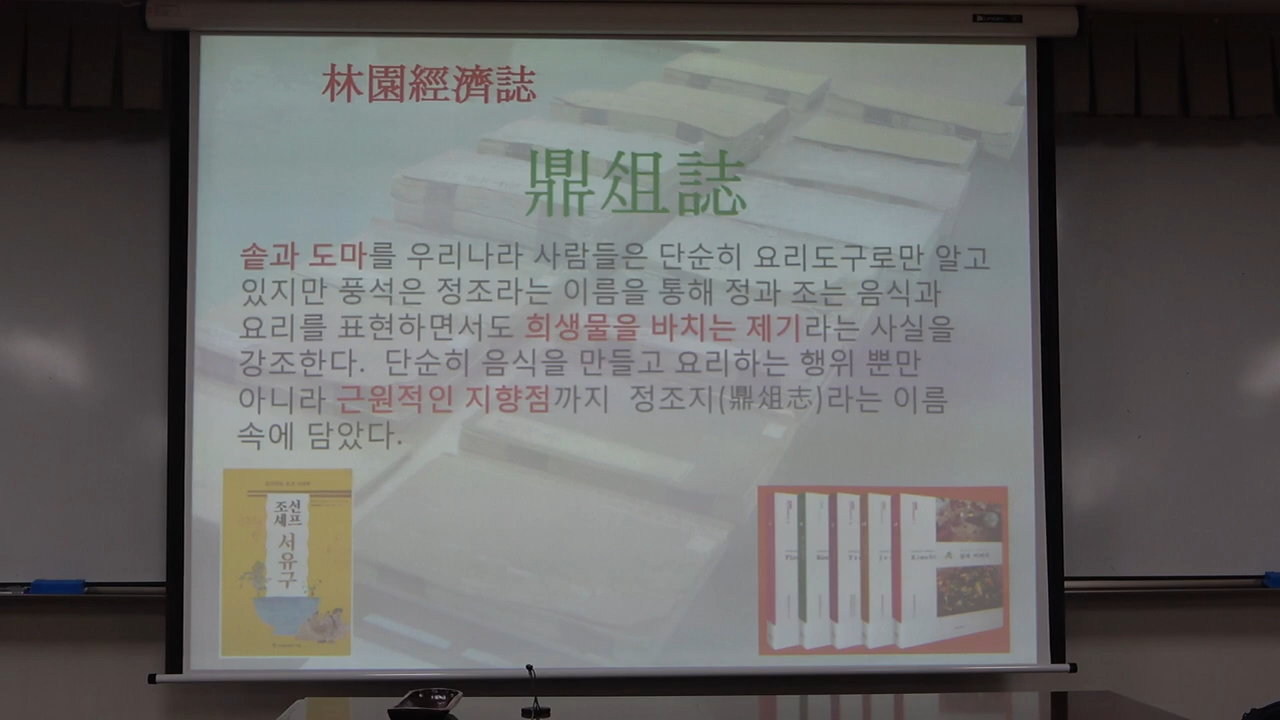 林園經濟誌
鼎俎誌
솥과 도마를 우리나라 사람들은 단순히 요리도구로만 알고
있지만 풍석은 정조라는 이름을 통해 정과 조는 음식과
요리를 표현하면서도 희생물을 바치는 제기라는 사실을
강조한다. 단순히 음식을 만들고 요리하는 행위 뿐만
아니라 근원적인 지향점까지 정조지(鼎俎志)라는 이름
속에 담았다.
조선
셰프
서유구